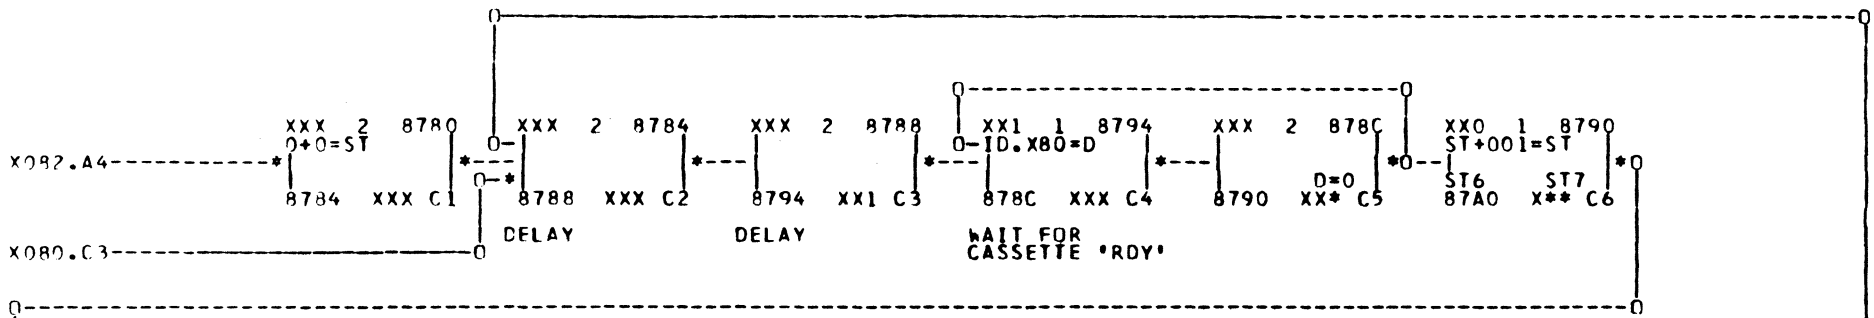 XXX 2 8780 XXX 2 8784 XXX 2 8788 XX1 1 8794 XXX 2 878C XX0 1 8790
0+0=ST ID.X80=D ST+001=ST
X082.A4
D=0 ST6 ST7
8784 XXX C1 8788 XXX C2 8794 XX1 C3 878C XXX C4 8790 XX* C5 87A0 X** C6
DELAY DELAY WAIT FOR
X080.C3 CASSETTE 'RDY'